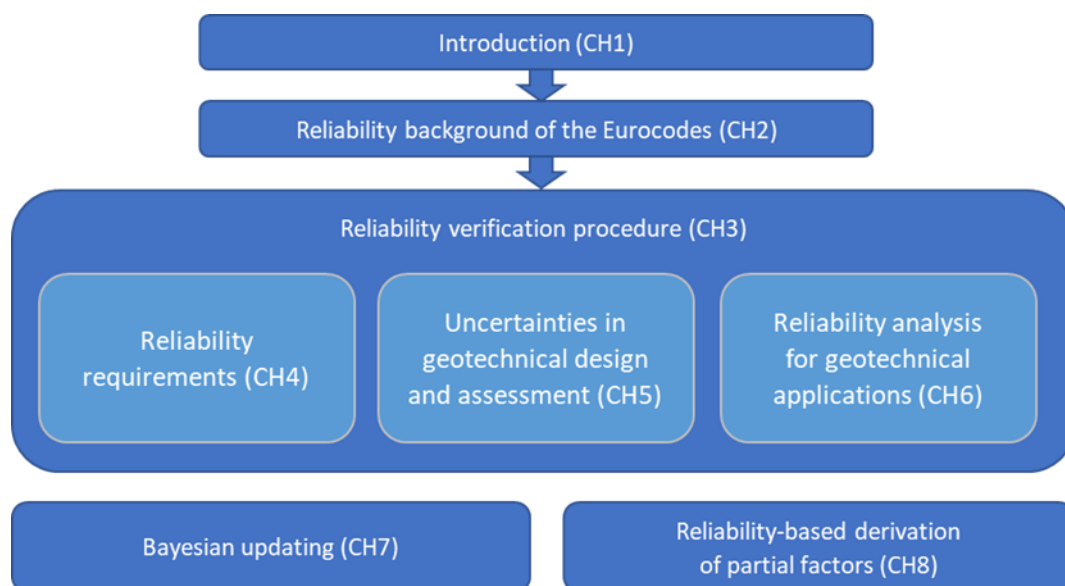 Introduction (CH1)
Reliability background of the Eurocodes (CH2)
Reliability verification procedure (CH3)
Reliability
requirements (CH4)
Uncertainties in
geotechnical design
and assessment (CH5)
Reliability analysis
for geotechnical
applications (CH6)
Bayesian updating (CH7)
Reliability-based derivation
of partial factors (CH8)